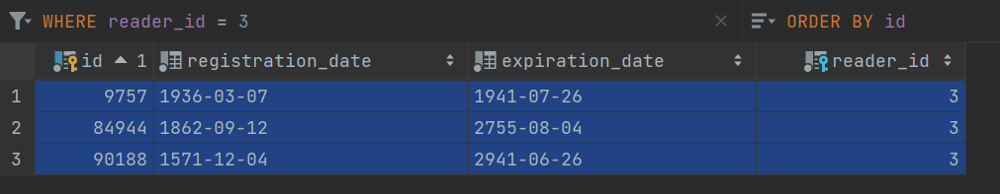 WHERE reader_id = 3 ORDER BY id
id 1 registration_date expiration_date reader_id
1 9757 1936-03-07 1941-07-26 3
2 84944 1862-09-12 2755-08-04 3
3 90188 1571-12-04 2941-06-26 3